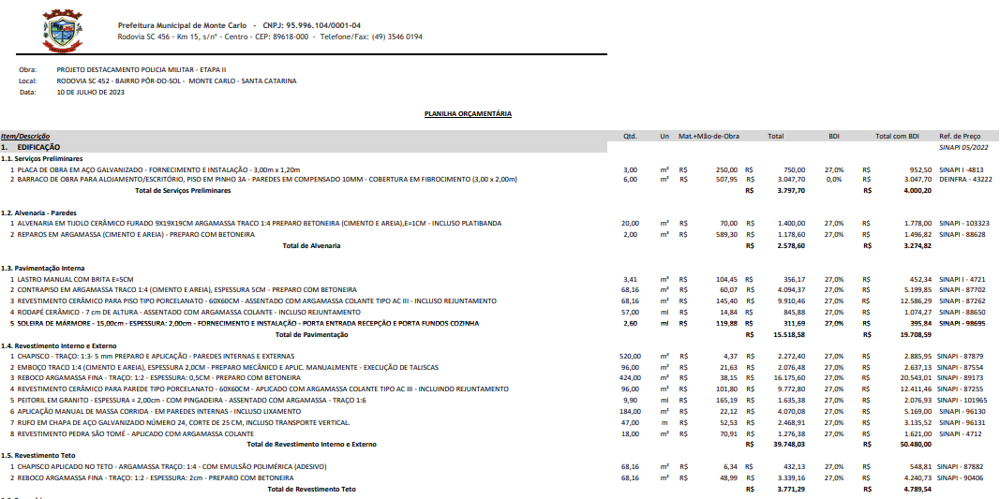 Prefeitura Municipal de Monte Carlo - CNPJ: 95.996.104/0001-04
Rodovia SC 456 - Km 15, s/nº - Centro - CEP: 89618-000 - Telefone/Fax: (49) 3546 0194
Obra: PROJETO DESTACAMENTO POLICIA MILITAR - ETAPA II
Local: RODOVIA SC 452 - BAIRRO PÔR-DO-SOL - MONTE CARLO - SANTA CATARINA
Data: 10 DE JULHO DE 2023
PLANILHA ORÇAMENTÁRIA
Item/Descrição Qtd. Un Mat.+Mão-de-Obra Total BDI Total com BDI Ref. de Preço
1. EDIFICAÇÃO SINAPI 05/2022
1.1. Serviços Preliminares
1 PLACA DE OBRA EM AÇO GALVANIZADO - FORNECIMENTO E INSTALAÇÃO - 3,00m x 1,20m 3,00 m² R$ 250,00 R$ 750,00 27,0% R$ 952,50 SINAPI I -4813
2 BARRACO DE OBRA PARA ALOJAMENTO/ESCRITÓRIO, PISO EM PINHO 3A - PAREDES EM COMPENSADO 10MM - COBERTURA EM FIBROCIMENTO (3,00 x 2,00m) 6,00 m² R$ 507,95 R$ 3.047,70 0,0% R$ 3.047,70 DEINFRA - 43222
Total de Serviços Preliminares R$ 3.797,70 R$ 4.000,20
1.2. Alvenaria - Paredes
1 ALVENARIA EM TIJOLO CERÂMICO FURADO 9X19X19CM ARGAMASSA TRACO 1:4 PREPARO BETONEIRA (CIMENTO E AREIA),E=1CM - INCLUSO PLATIBANDA 20,00 m² R$ 70,00 R$ 1.400,00 27,0% R$ 1.778,00 SINAPI - 103323
2 REPAROS EM ARGAMASSA (CIMENTO E AREIA) - PREPARO COM BETONEIRA 2,00 m² R$ 589,30 R$ 1.178,60 27,0% R$ 1.496,82 SINAPI - 88628
Total de Alvenaria R$ 2.578,60 R$ 3.274,82
1.3. Pavimentação Interna
1 LASTRO MANUAL COM BRITA E=5CM 3,41 m³ R$ 104,45 R$ 356,17 27,0% R$ 452,34 SINAPI I - 4721
2 CONTRAPISO EM ARGAMASSA TRACO 1:4 (CIMENTO E AREIA), ESPESSURA 5CM - PREPARO COM BETONEIRA 68,16 m² R$ 60,07 R$ 4.094,37 27,0% R$ 5.199,85 SINAPI - 87702
3 REVESTIMENTO CERÂMICO PARA PISO TIPO PORCELANATO - 60X60CM - ASSENTADO COM ARGAMASSA COLANTE TIPO AC III - INCLUSO REJUNTAMENTO 68,16 m² R$ 145,40 R$ 9.910,46 27,0% R$ 12.586,29 SINAPI - 87262
4 RODAPÉ CERÂMICO - 7 cm DE ALTURA - ASSENTADO COM ARGAMASSA COLANTE - INCLUSO REJUNTAMENTO 57,00 ml R$ 14,84 R$ 845,88 27,0% R$ 1.074,27 SINAPI - 88650
5 SOLEIRA DE MÁRMORE - 15,00cm - ESPESSURA: 2,00cm - FORNECIMENTO E INSTALAÇÃO - PORTA ENTRADA RECEPÇÃO E PORTA FUNDOS COZINHA 2,60 ml R$ 119,88 R$ 311,69 27,0% R$ 395,84 SINAPI - 98695
Total de Pavimentação R$ 15.518,58 R$ 19.708,59
1.4. Revestimento Interno e Externo
1 CHAPISCO - TRAÇO: 1:3- 5 mm PREPARO E APLICAÇÃO - PAREDES INTERNAS E EXTERNAS 520,00 m² R$ 4,37 R$ 2.272,40 27,0% R$ 2.885,95 SINAPI - 87879
2 EMBOÇO TRACO 1:4 (CIMENTO E AREIA), ESPESSURA 2,0CM - PREPARO MECÂNICO E APLIC. MANUALMENTE - EXECUÇÃO DE TALISCAS 96,00 m² R$ 21,63 R$ 2.076,48 27,0% R$ 2.637,13 SINAPI - 87554
3 REBOCO ARGAMASSA FINA - TRAÇO: 1:2 - ESPESSURA: 0,5CM - PREPARO COM BETONEIRA 424,00 m² R$ 38,15 R$ 16.175,60 27,0% R$ 20.543,01 SINAPI - 89173
4 REVESTIMENTO CERÂMICO PARA PAREDE TIPO PORCELANATO - 60X60CM - APLICADO COM ARGAMASSA COLANTE TIPO AC III - INCLUINDO REJUNTAMENTO 96,00 m² R$ 101,80 R$ 9.772,80 27,0% R$ 12.411,46 SINAPI - 87255
5 PEITORIL EM GRANITO - ESPESSURA = 2,00cm - COM PINGADEIRA - ASSENTADO COM ARGAMASSA - TRAÇO 1:6 9,90 ml R$ 165,19 R$ 1.635,38 27,0% R$ 2.076,93 SINAPI - 101965
6 APLICAÇÃO MANUAL DE MASSA CORRIDA - EM PAREDES INTERNAS - INCLUSO LIXAMENTO 184,00 m² R$ 22,12 R$ 4.070,08 27,0% R$ 5.169,00 SINAPI - 96130
7 RUFO EM CHAPA DE AÇO GALVANIZADO NÚMERO 24, CORTE DE 25 CM, INCLUSO TRANSPORTE VERTICAL. 47,00 m R$ 52,53 R$ 2.468,91 27,0% R$ 3.135,52 SINAPI - 96131
8 REVESTIMENTO PEDRA SÃO TOMÉ - APLICADO COM ARGAMASSA COLANTE 18,00 m² R$ 70,91 R$ 1.276,38 27,0% R$ 1.621,00 SINAPI - 4712
Total de Revestimento Interno e Externo R$ 39.748,03 R$ 50.480,00
1.5. Revestimento Teto
1 CHAPISCO APLICADO NO TETO - ARGAMASSA TRAÇO: 1:4 - COM EMULSÃO POLIMÉRICA (ADESIVO) 68,16 m² R$ 6,34 R$ 432,13 27,0% R$ 548,81 SINAPI - 87882
2 REBOCO ARGAMASSA FINA - TRAÇO: 1:2 - ESPESSURA: 2cm - PREPARO COM BETONEIRA 68,16 m² R$ 48,99 R$ 3.339,16 27,0% R$ 4.240,73 SINAPI - 90406
Total de Revestimento Teto R$ 3.771,29 R$ 4.789,54